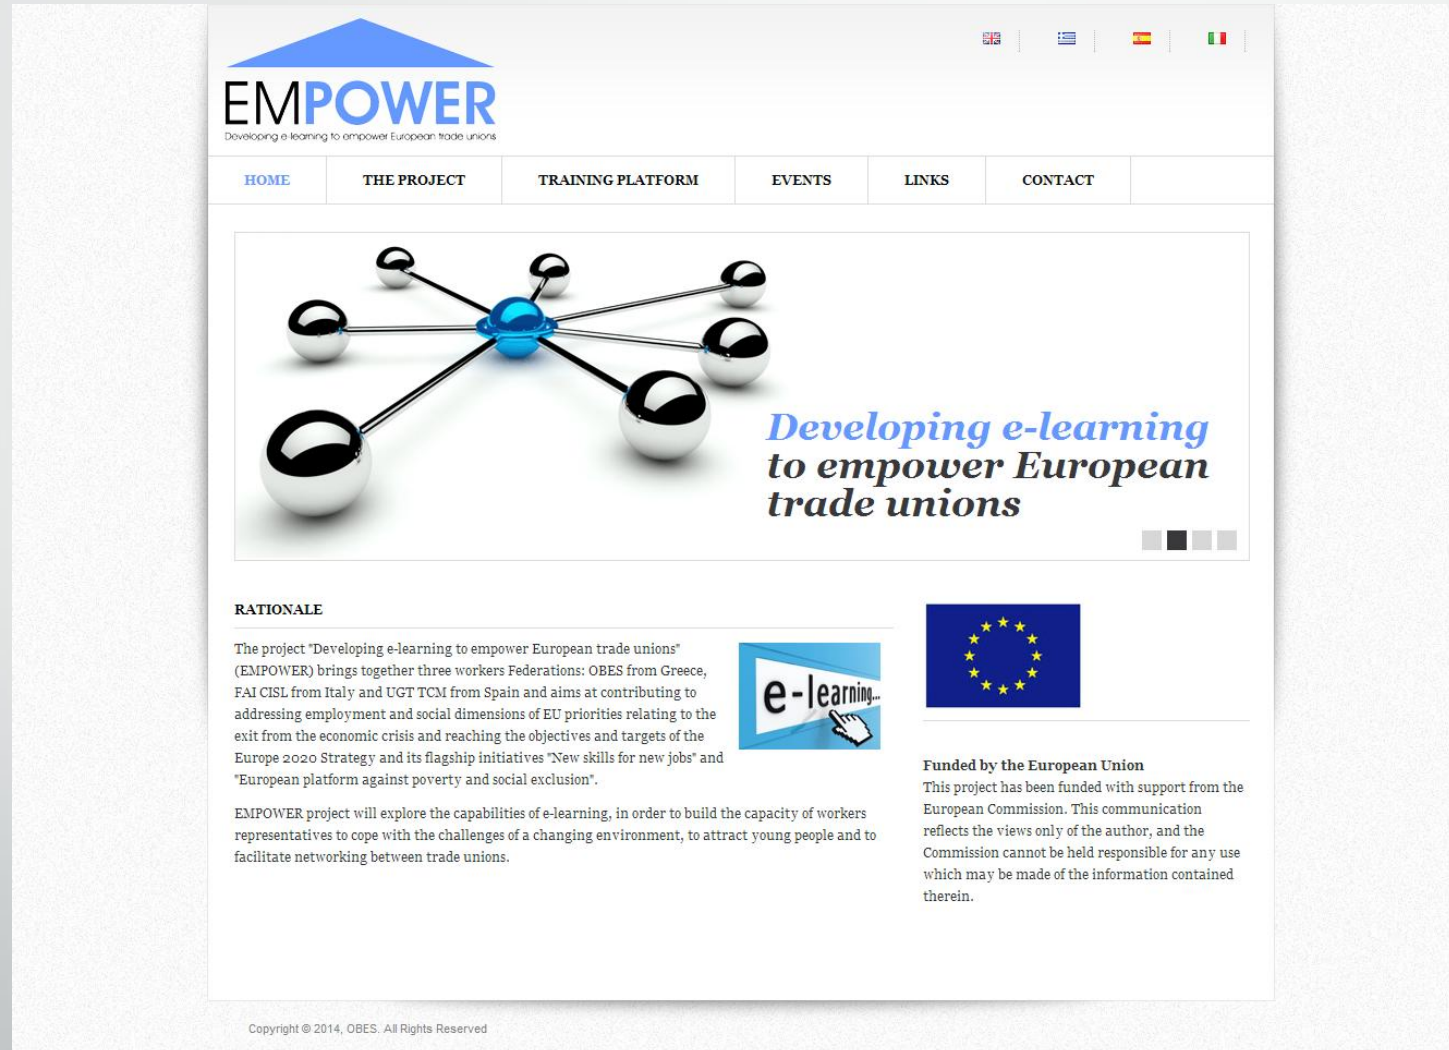 EMPOWER
Developing e-learning to empower European trade unions
HOME
THE PROJECT
TRAINING PLATFORM
EVENTS
LINKS
CONTACT
Developing e-learning
to empower European
trade unions
RATIONALE
The project "Developing e-learning to empower European trade unions"
(EMPOWER) brings together three workers Federations: OBES from Greece,
FAI CISL from Italy and UGT TCM from Spain and aims at contributing to
addressing employment and social dimensions of EU priorities relating to the
exit from the economic crisis and reaching the objectives and targets of the
Europe 2020 Strategy and its flagship initiatives "New skills for new jobs" and
"European platform against poverty and social exclusion".
e-learning...
EMPOWER project will explore the capabilities of e-learning, in order to build the capacity of workers
representatives to cope with the challenges of a changing environment, to attract young people and to
facilitate networking between trade unions.
Funded by the European Union
This project has been funded with support from the
European Commission. This communication
reflects the views only of the author, and the
Commission cannot be held responsible for any use
which may be made of the information contained
therein.
Copyright © 2014, OBES. All Rights Reserved